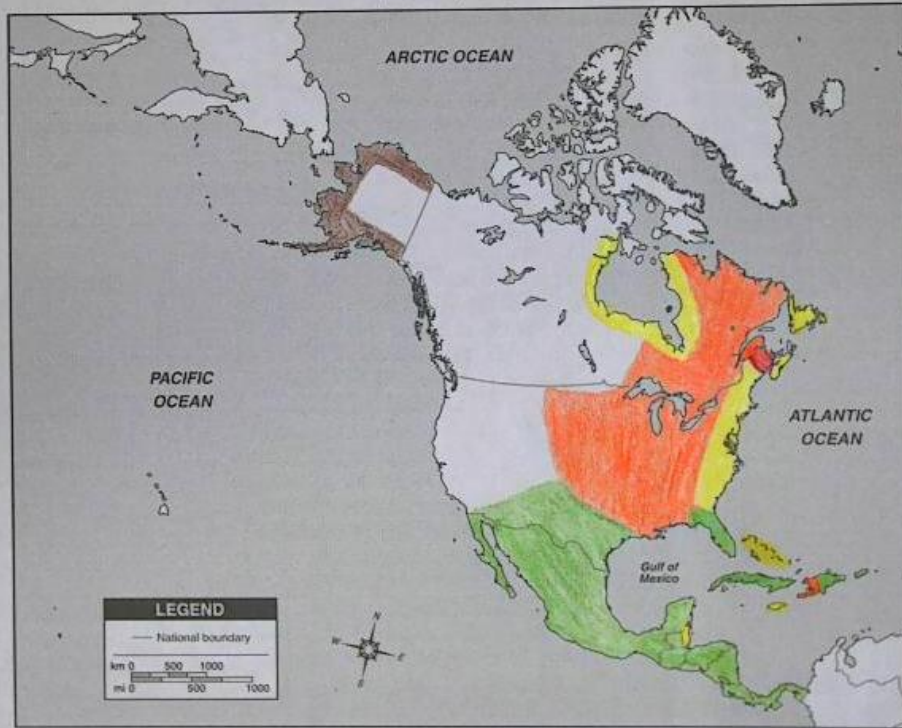 ARCTIC OCEAN
PACIFIC
OCEAN
ATLANTIC
OCEAN
Gulf of
Mexico
LEGEND
National boundary
km 0 500 1000
mi 0 500 1000
N
W
E
S